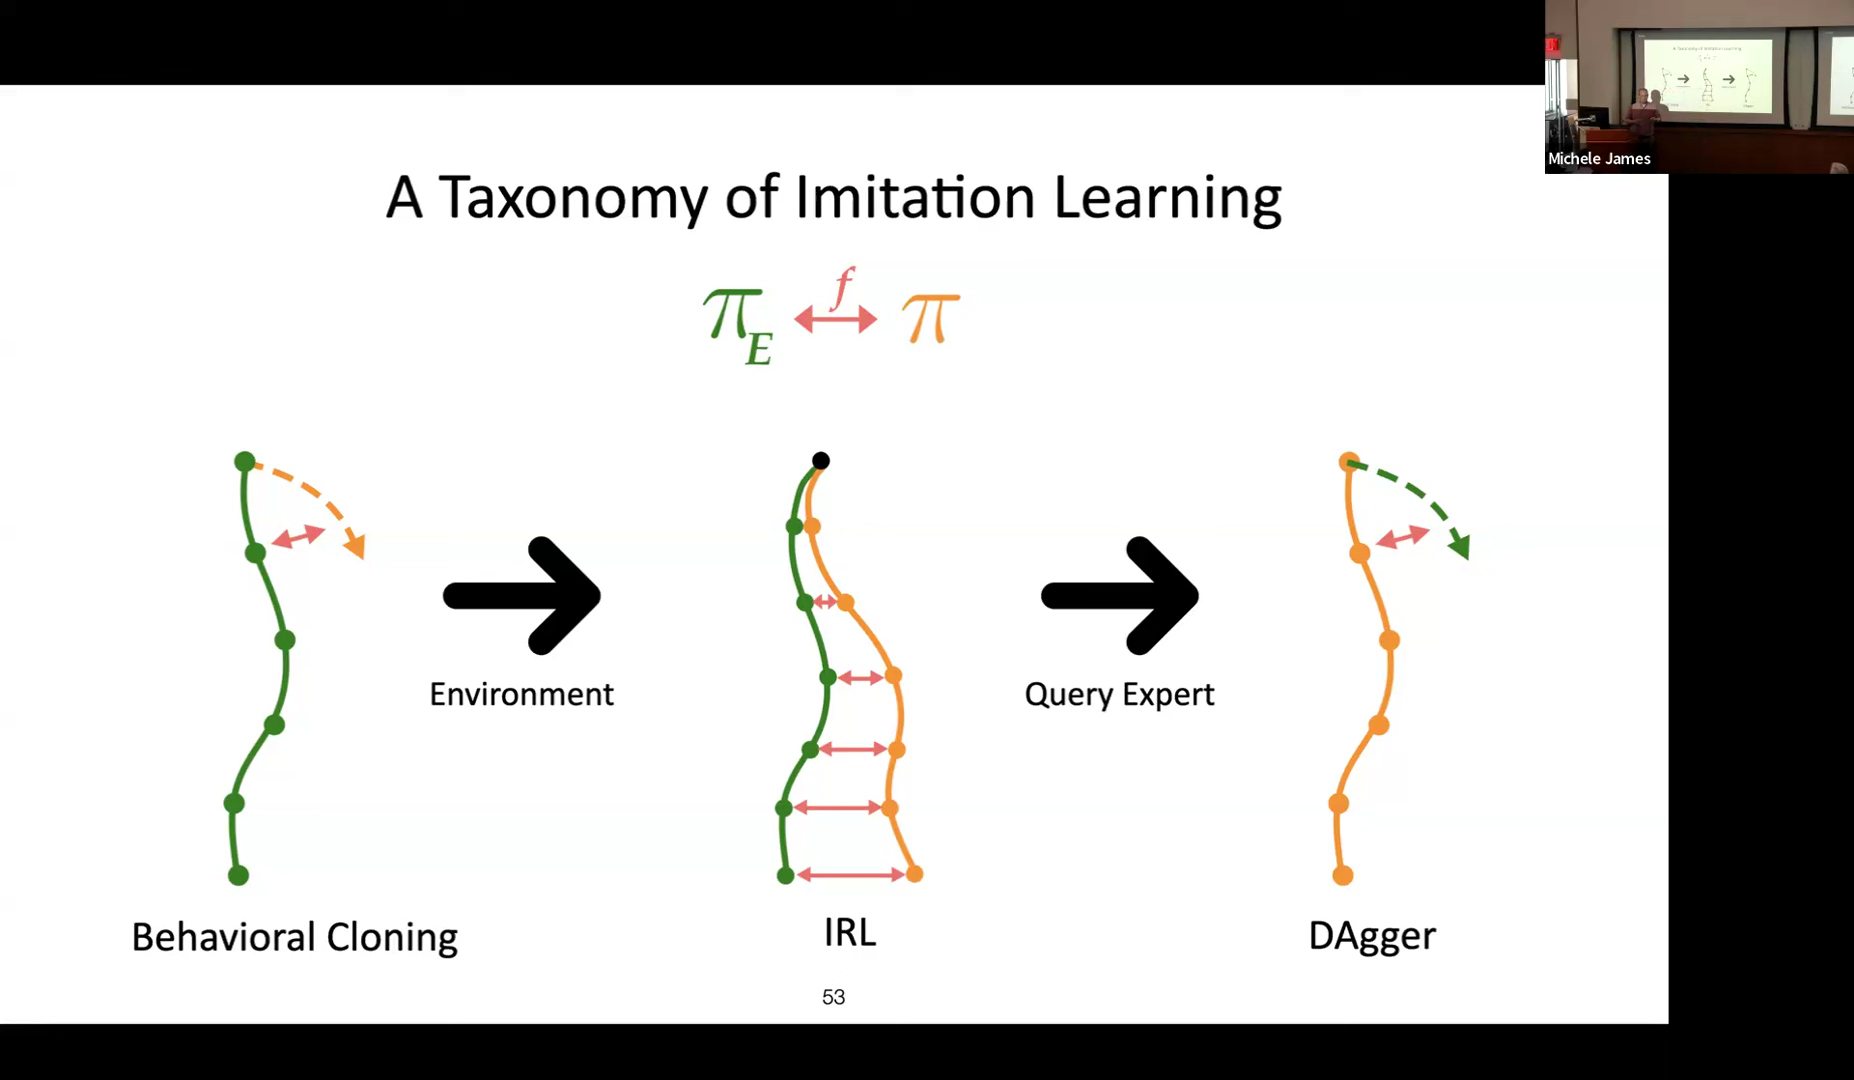 Michele James
A Taxonomy of Imitation Learning
π_E f π
Environment
Query Expert
Behavioral Cloning
IRL
DAgger
53